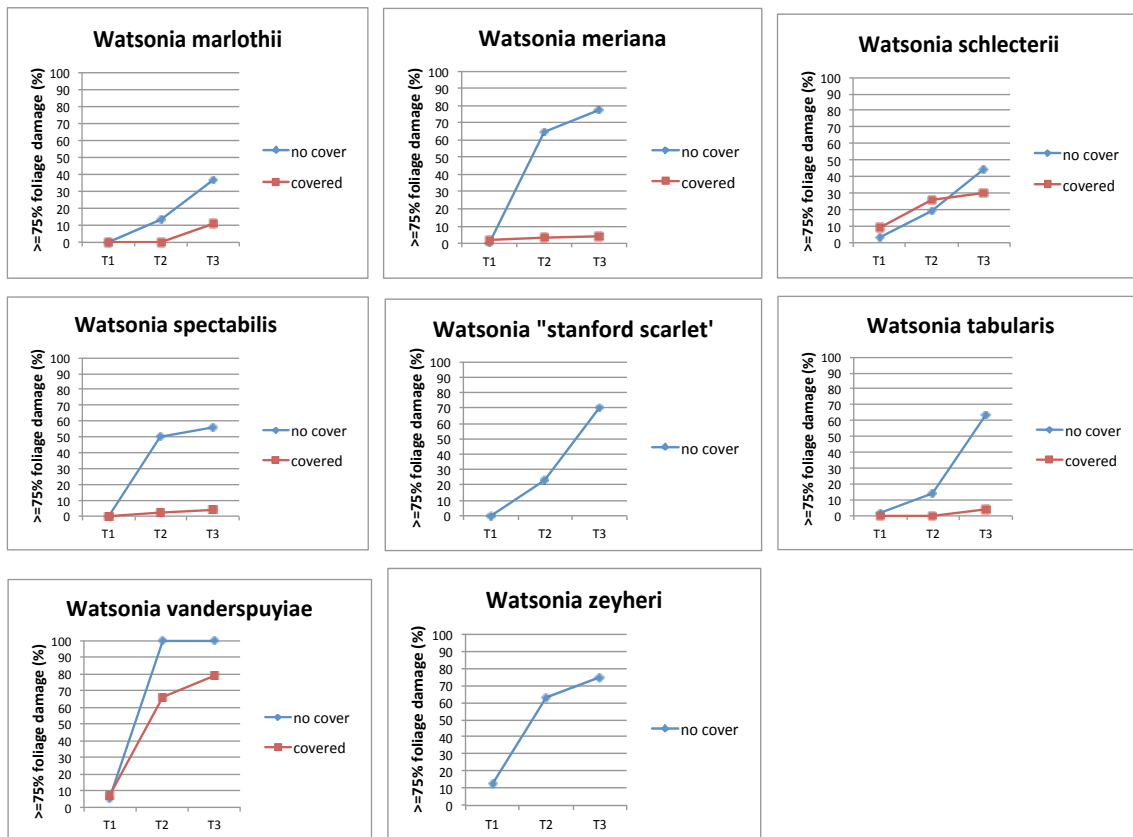 Watsonia marlothii
>=75% foliage damage (%)
100
90
80
70
60
50
40
30
20
10
0
T1 T2 T3
no cover
covered
Watsonia meriana
>=75% foliage damage (%)
100
90
80
70
60
50
40
30
20
10
0
T1 T2 T3
no cover
covered
Watsonia schlecterii
>=75% foliage damage (%)
100
90
80
70
60
50
40
30
20
10
0
T1 T2 T3
no cover
covered
Watsonia spectabilis
>=75% foliage damage (%)
100
90
80
70
60
50
40
30
20
10
0
T1 T2 T3
no cover
covered
Watsonia "stanford scarlet'
>=75% foliage damage (%)
100
90
80
70
60
50
40
30
20
10
0
T1 T2 T3
no cover
Watsonia tabularis
>=75% foliage damage (%)
100
90
80
70
60
50
40
30
20
10
0
T1 T2 T3
no cover
covered
Watsonia vanderspuyiae
>=75% foliage damage (%)
100
90
80
70
60
50
40
30
20
10
0
T1 T2 T3
no cover
covered
Watsonia zeyheri
>=75% foliage damage (%)
100
90
80
70
60
50
40
30
20
10
0
T1 T2 T3
no cover